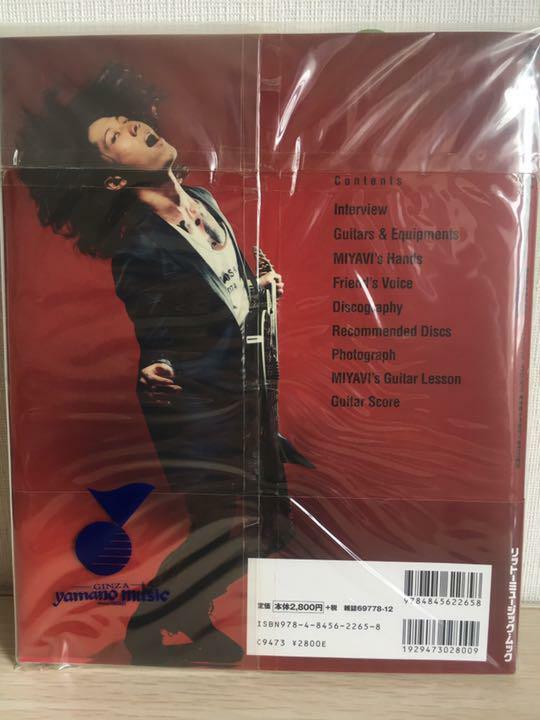 Contents
Interview
Guitars & Equipments
MIYAVI's Hands
Friend's Voice
Discography
Recommended Discs
Photograph
MIYAVI's Guitar Lesson
Guitar Score
GINZA
yamano music
定価 本体2,800円 +税 雑誌69778-12
ISBN978-4-8456-2265-8
C9473 ¥2800E
9784845622658
1929473028009
リットーミュージック・ムック